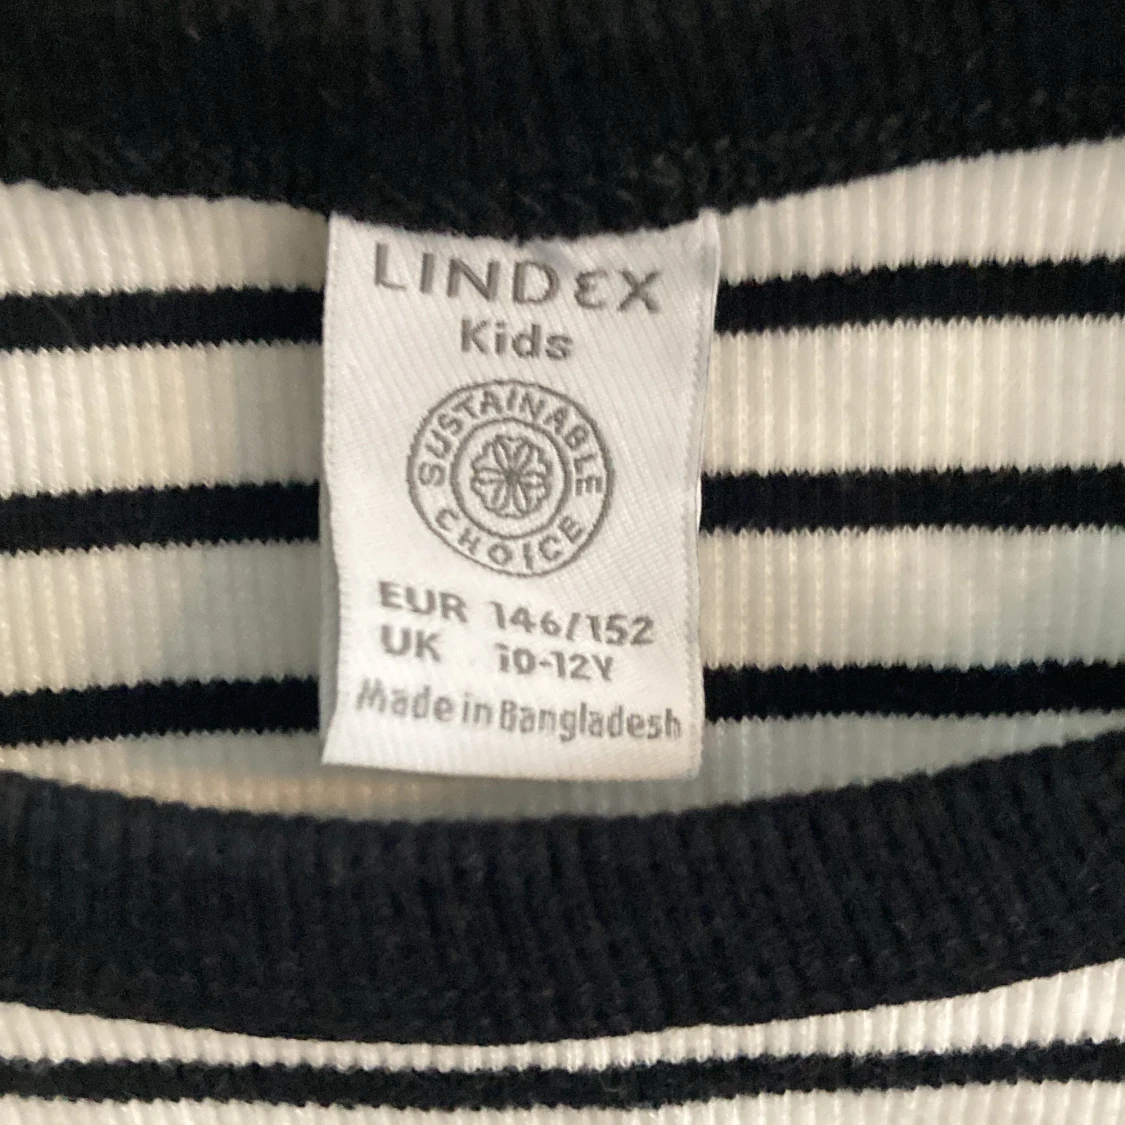 LINDEX
Kids
SUSTAINABLE
CHOICE
EUR 146/152
UK 10-12Y
Made in Bangladesh